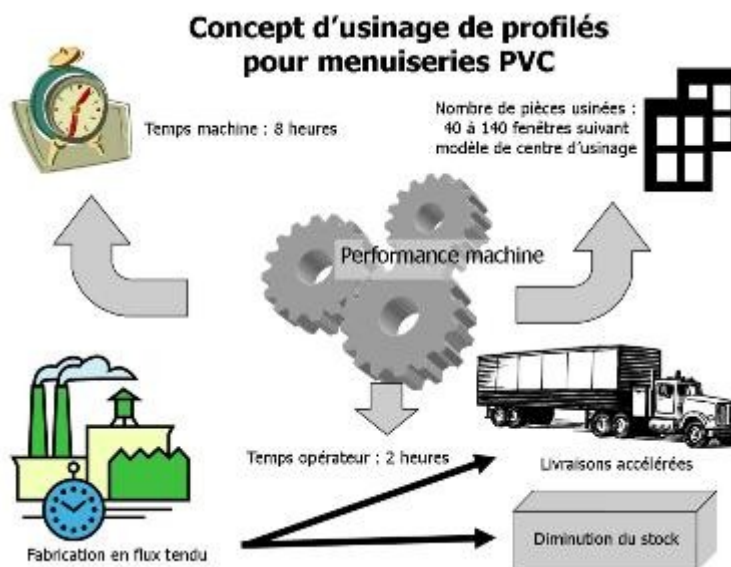 Concept d'usinage de profilés
pour menuiseries PVC
Temps machine : 8 heures
Nombre de pièces usinées :
40 à 140 fenêtres suivant
modèle de centre d'usinage
Performance machine
Temps opérateur : 2 heures
Livraisons accélérées
Fabrication en flux tendu
Diminution du stock